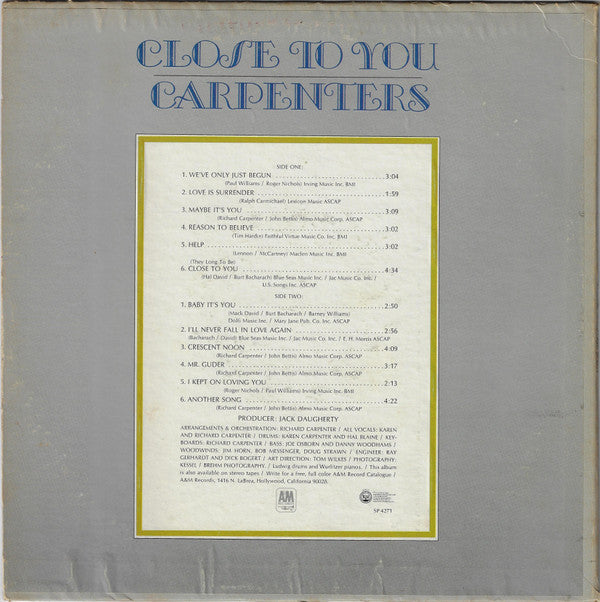 CLOSE TO YOU
CARPENTERS
SIDE ONE:
1. WE'VE ONLY JUST BEGUN ........ 3:04
(Paul Williams / Roger Nichols) Irving Music Inc. BMI
2. LOVE IS SURRENDER ........ 1:59
(Ralph Carmichael) Lexicon Music ASCAP
3. MAYBE IT'S YOU ........ 3:09
(Richard Carpenter / John Bettis) Almo Music Corp. ASCAP
4. REASON TO BELIEVE ........ 3:02
(Tim Hardin) Faithful Virtue Music Co. Inc. BMI
5. HELP ........ 3:02
(Lennon / McCartney) Maclen Music Inc. BMI
(They Long To Be)
6. CLOSE TO YOU ........ 4:34
(Hal David / Burt Bacharach) Blue Seas Music Inc. / Jac Music Co. Inc. /
U.S. Songs Inc. ASCAP
SIDE TWO:
1. BABY IT'S YOU ........ 2:50
(Mack David / Burt Bacharach / Barney Williams)
Dolfi Music Inc. / Mary Jane Pub. Co. Inc. ASCAP
2. I'LL NEVER FALL IN LOVE AGAIN ........ 2:56
(Bacharach / David) Blue Seas Music Inc. / Jac Music Co. Inc. / E. H. Morris ASCAP
3. CRESCENT NOON ........ 4:09
(Richard Carpenter / John Bettis) Almo Music Corp. ASCAP
4. MR. GUDER ........ 3:17
(Richard Carpenter / John Bettis) Almo Music Corp. ASCAP
5. I KEPT ON LOVING YOU ........ 2:13
(Roger Nichols / Paul Williams) Irving Music Inc. BMI
6. ANOTHER SONG ........ 4:22
(Richard Carpenter / John Bettis) Almo Music Corp. ASCAP
PRODUCER: JACK DAUGHERTY
ARRANGEMENTS & ORCHESTRATION: RICHARD CARPENTER / ALL VOCALS: KAREN
AND RICHARD CARPENTER / DRUMS: KAREN CARPENTER AND HAL BLAINE / KEY-
BOARDS: RICHARD CARPENTER / BASS: JOE OSBORN AND DANNY WOODHAMS /
WOODWINDS: JIM HORN, BOB MESSENGER, DOUG STRAWN / ENGINEER: RAY
GERHARDT AND DICK BOGERT / ART DIRECTION: TOM WILKES / PHOTOGRAPHY:
KESSEL / BREHM PHOTOGRAPHY. / Ludwig drums and Wurlitzer pianos. / This album
is also available on stereo tapes / Write for a free, full color A&M Record Catalogue /
A&M Records, 1416 N. LaBrea, Hollywood, California 90028.
AM
SP 4271